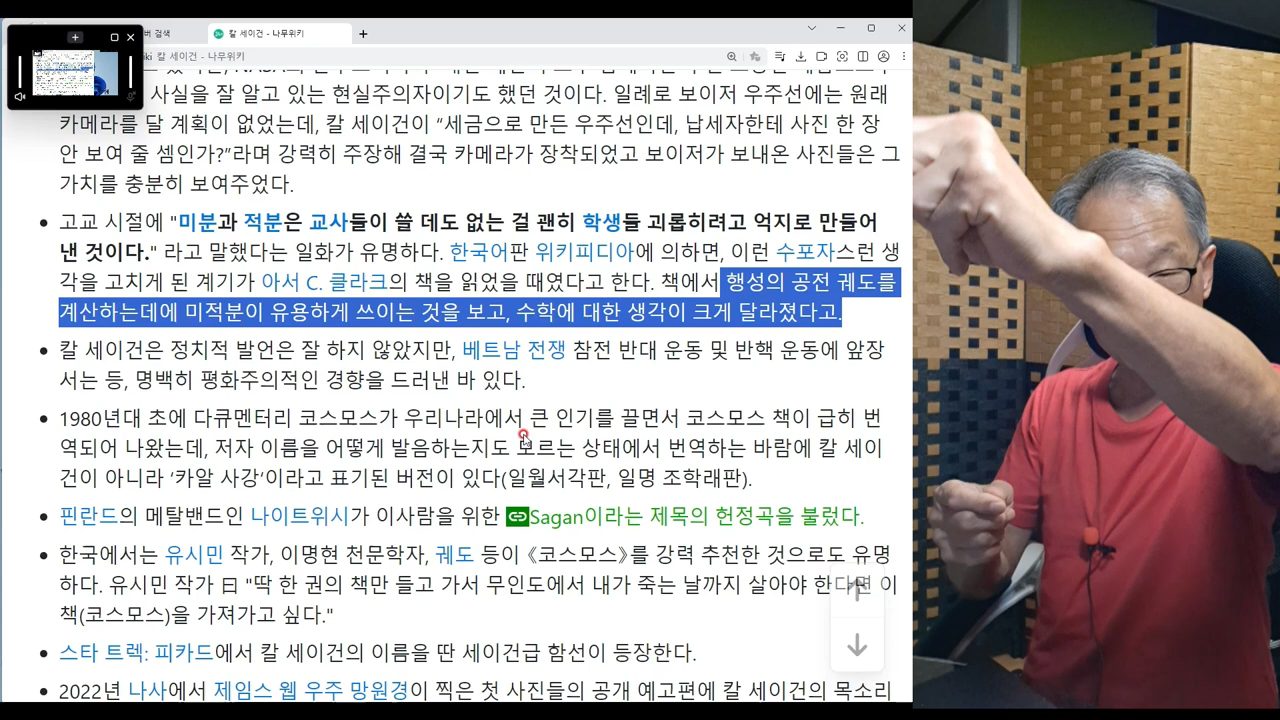 버 검색
칼 세이건 - 나무위키
iki 칼 세이건 - 나무위키
사실을 잘 알고 있는 현실주의자이기도 했던 것이다. 일례로 보이저 우주선에는 원래
카메라를 달 계획이 없었는데, 칼 세이건이 “세금으로 만든 우주선인데, 납세자한테 사진 한 장
안 보여 줄 셈인가?”라며 강력히 주장해 결국 카메라가 장착되었고 보이저가 보내온 사진들은 그
가치를 충분히 보여주었다.
고교 시절에 "미분과 적분은 교사들이 쓸 데도 없는 걸 괜히 학생들 괴롭히려고 억지로 만들어
낸 것이다." 라고 말했다는 일화가 유명하다. 한국어판 위키피디아에 의하면, 이런 수포자스런 생
각을 고치게 된 계기가 아서 C. 클라크의 책을 읽었을 때였다고 한다. 책에서 행성의 공전 궤도를
계산하는데에 미적분이 유용하게 쓰이는 것을 보고, 수학에 대한 생각이 크게 달라졌다고.
칼 세이건은 정치적 발언은 잘 하지 않았지만, 베트남 전쟁 참전 반대 운동 및 반핵 운동에 앞장
서는 등, 명백히 평화주의적인 경향을 드러낸 바 있다.
1980년대 초에 다큐멘터리 코스모스가 우리나라에서 큰 인기를 끌면서 코스모스 책이 급히 번
역되어 나왔는데, 저자 이름을 어떻게 발음하는지도 모르는 상태에서 번역하는 바람에 칼 세이
건이 아니라 ‘카알 사강‘이라고 표기된 버전이 있다(일월서각판, 일명 조학래판).
핀란드의 메탈밴드인 나이트위시가 이사람을 위한 Sagan이라는 제목의 헌정곡을 불렀다.
한국에서는 유시민 작가, 이명현 천문학자, 궤도 등이 《코스모스》를 강력 추천한 것으로도 유명
하다. 유시민 작가 曰 "딱 한 권의 책만 들고 가서 무인도에서 내가 죽는 날까지 살아야 한다면 이
책(코스모스)을 가져가고 싶다."
스타 트렉: 피카드에서 칼 세이건의 이름을 딴 세이건급 함선이 등장한다.
2022년 나사에서 제임스 웹 우주 망원경이 찍은 첫 사진들의 공개 예고편에 칼 세이건의 목소리